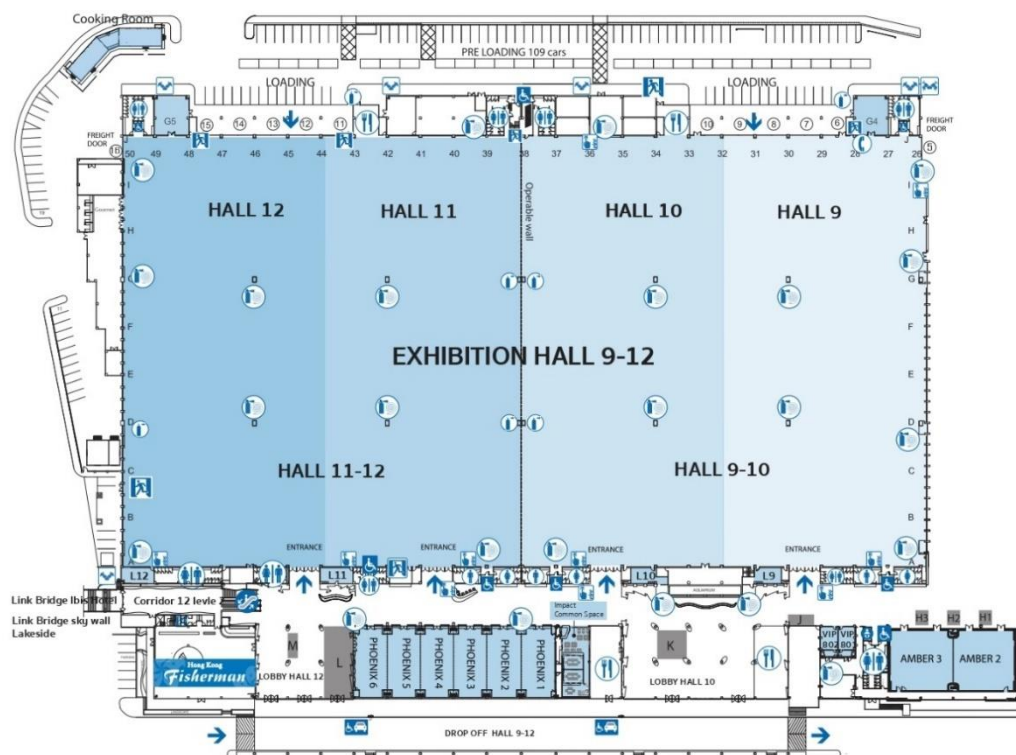 Cooking Room
PRE LOADING 109 cars
LOADING
LOADING
G5
G4
FREIGHT
DOOR
FREIGHT
DOOR
16
15
14
13
12
11
10
9
8
7
6
5
50 49 48 46 45 44 43 42 41 40 39 38 37 36 35 34 33 32 31 30 29 28 27 26
I
H
G
F
E
D
C
B
A
I
H
G
F
E
D
C
B
A
HALL 12
HALL 11
Operable wall
HALL 10
HALL 9
EXHIBITION HALL 9-12
HALL 11-12
HALL 9-10
ENTRANCE
ENTRANCE
ENTRANCE
ENTRANCE
L12
L11
L10
L9
Link Bridge Ibis Hotel
Corridor 12 levle 2
Link Bridge sky wall
Lakeside
Hong Kong
Fisherman
M
L
LOBBY HALL 12
PHOENIX 6
PHOENIX 5
PHOENIX 4
PHOENIX 3
PHOENIX 2
PHOENIX 1
Impact
Common Space
K
LOBBY HALL 10
J
VIP
802
VIP
H3
H2
H1
AMBER 3
AMBER 2
DROP OFF HALL 9-12